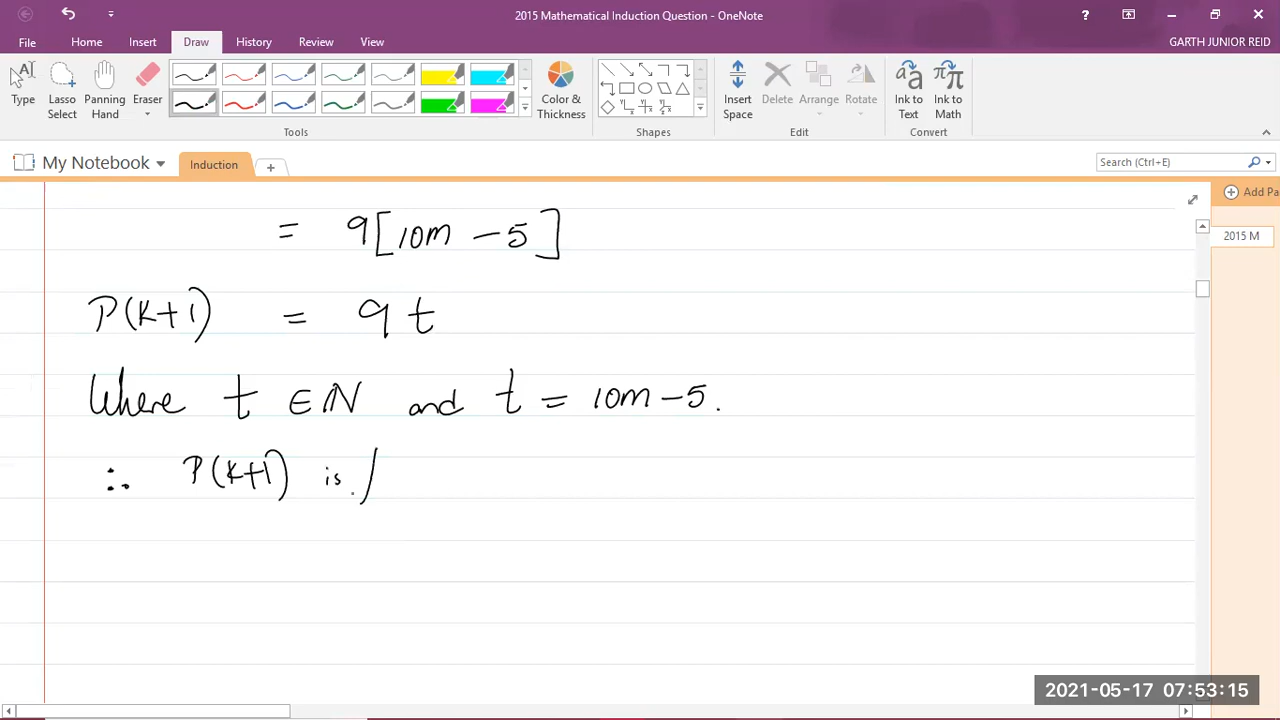 2015 Mathematical Induction Question - OneNote
GARTH JUNIOR REID
File Home Insert Draw History Review View
Type
Lasso Select
Panning Hand
Eraser
Color & Thickness
Insert Space
Delete
Arrange
Rotate
Ink to Text
Ink to Math
Tools Shapes Edit Convert
My Notebook
Induction
Search (Ctrl+E)
Add Pa
2015 M
= 9[10m - 5]
P(k+1) = 9t
Where t ∈ ℕ and t = 10m - 5.
∴ P(k+1) is
2021-05-17 07:53:15